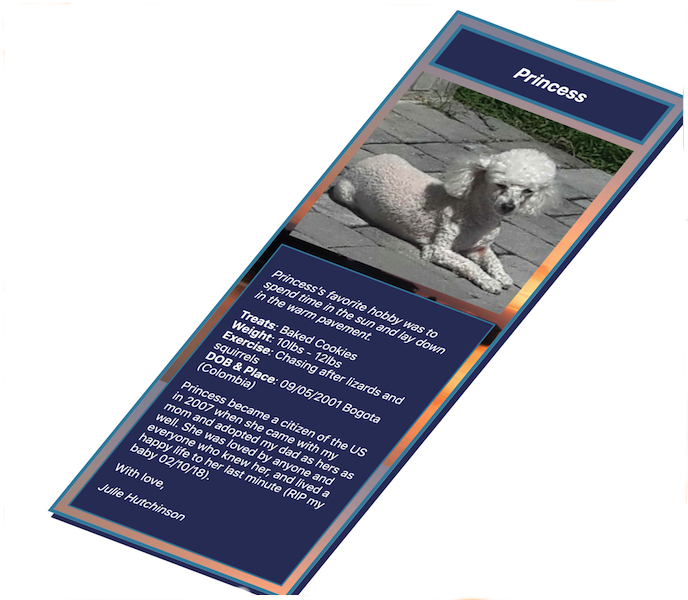 Princess
Princess's favorite hobby was to
spend time in the sun and lay down
in the warm pavement.
Treats: Baked Cookies
Weight: 10lbs - 12lbs
Exercise: Chasing after lizards and
squirrels
DOB & Place: 09/05/2001 Bogota
(Colombia)
Princess became a citizen of the US
in 2007 when she came with my
mom and adopted my dad as hers as
well. She was loved by anyone and
everyone who knew her, and lived a
happy life to her last minute (RIP my
baby 02/10/18).
With love,
Julie Hutchinson